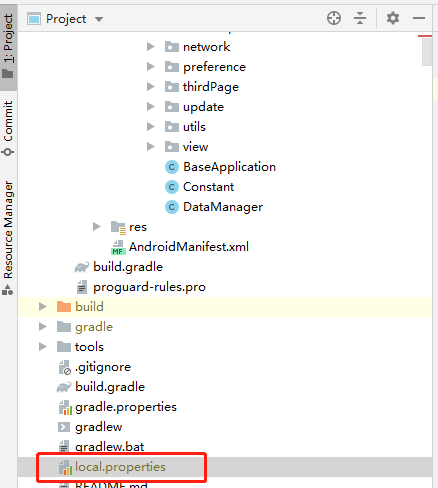 Project
network
preference
thirdPage
update
utils
view
BaseApplication
Constant
DataManager
res
MF
AndroidManifest.xml
build.gradle
proguard-rules.pro
build
gradle
tools
.gitignore
build.gradle
gradle.properties
gradlew
gradlew.bat
local.properties
README.md
1: Project
Commit
Resource Manager